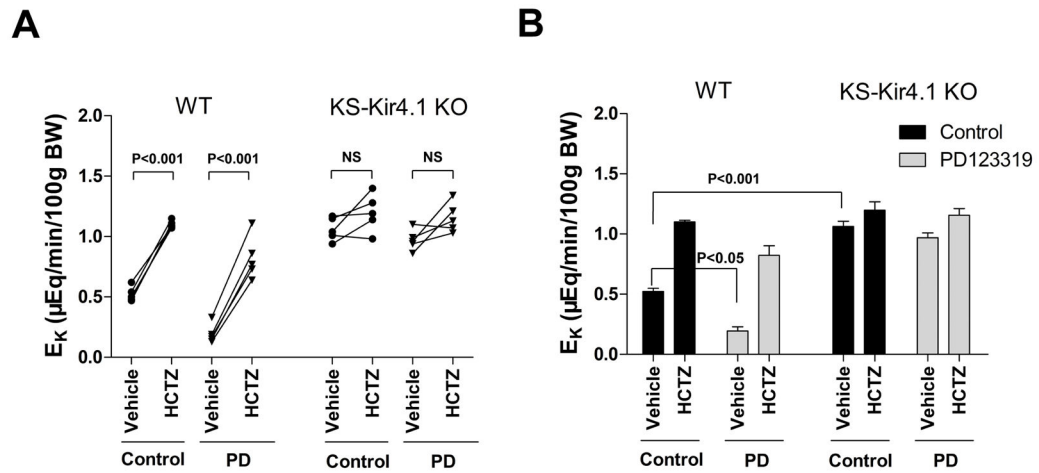 A
WT
KS-Kir4.1 KO
E_K (µEq/min/100g BW)
2.0
1.5
1.0
0.5
0.0
P<0.001
P<0.001
NS
NS
Vehicle
HCTZ
Vehicle
HCTZ
Vehicle
HCTZ
Vehicle
HCTZ
Control
PD
Control
PD
B
WT
KS-Kir4.1 KO
Control
PD123319
E_K (µEq/min/100g BW)
2.0
1.5
1.0
0.5
0.0
P<0.001
P<0.05
Vehicle
HCTZ
Vehicle
HCTZ
Vehicle
HCTZ
Vehicle
HCTZ
Control
PD
Control
PD